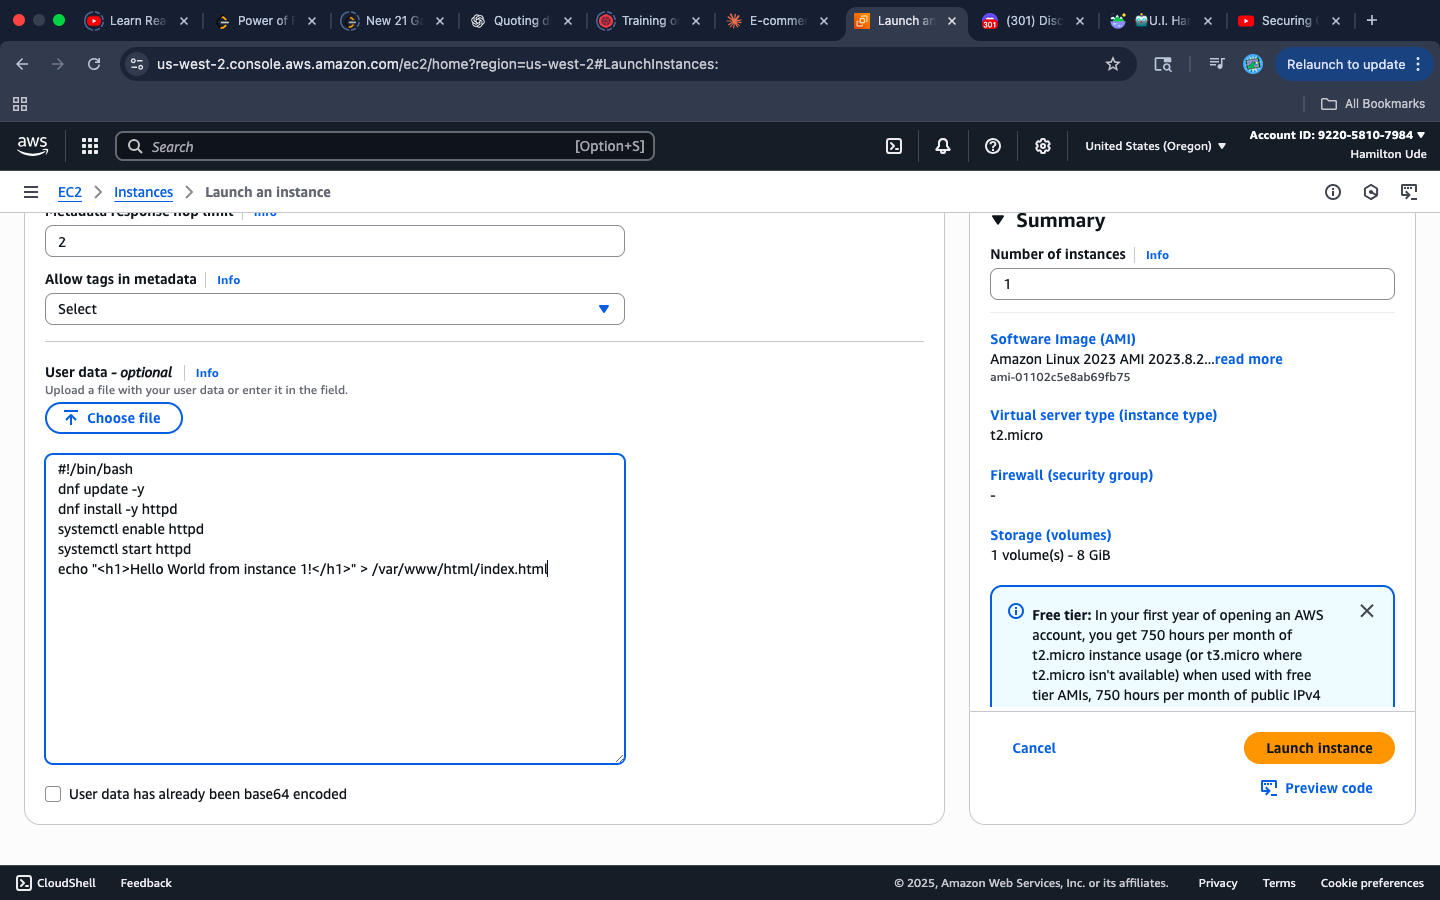 Learn Rea
Power of
New 21 G
Quoting d
Training o
E-comme
Launch an
(301) Disc
U.I. Ha
Securing
us-west-2.console.aws.amazon.com/ec2/home?region=us-west-2#LaunchInstances:
Relaunch to update
All Bookmarks
aws
Search
[Option+S]
United States (Oregon)
Account ID: 9220-5810-7984
Hamilton Ude
EC2
Instances
Launch an instance
Metadata response hop limit
Info
2
Allow tags in metadata
Info
Select
User data - optional
Info
Upload a file with your user data or enter it in the field.
Choose file
#!/bin/bash
dnf update -y
dnf install -y httpd
systemctl enable httpd
systemctl start httpd
echo "<h1>Hello World from instance 1!</h1>" > /var/www/html/index.html
User data has already been base64 encoded
Summary
Number of instances
Info
1
Software Image (AMI)
Amazon Linux 2023 AMI 2023.8.2...read more
ami-01102c5e8ab69fb75
Virtual server type (instance type)
t2.micro
Firewall (security group)
-
Storage (volumes)
1 volume(s) - 8 GiB
Free tier: In your first year of opening an AWS
account, you get 750 hours per month of
t2.micro instance usage (or t3.micro where
t2.micro isn't available) when used with free
tier AMIs, 750 hours per month of public IPv4
Cancel
Launch instance
Preview code
CloudShell
Feedback
© 2025, Amazon Web Services, Inc. or its affiliates.
Privacy
Terms
Cookie preferences